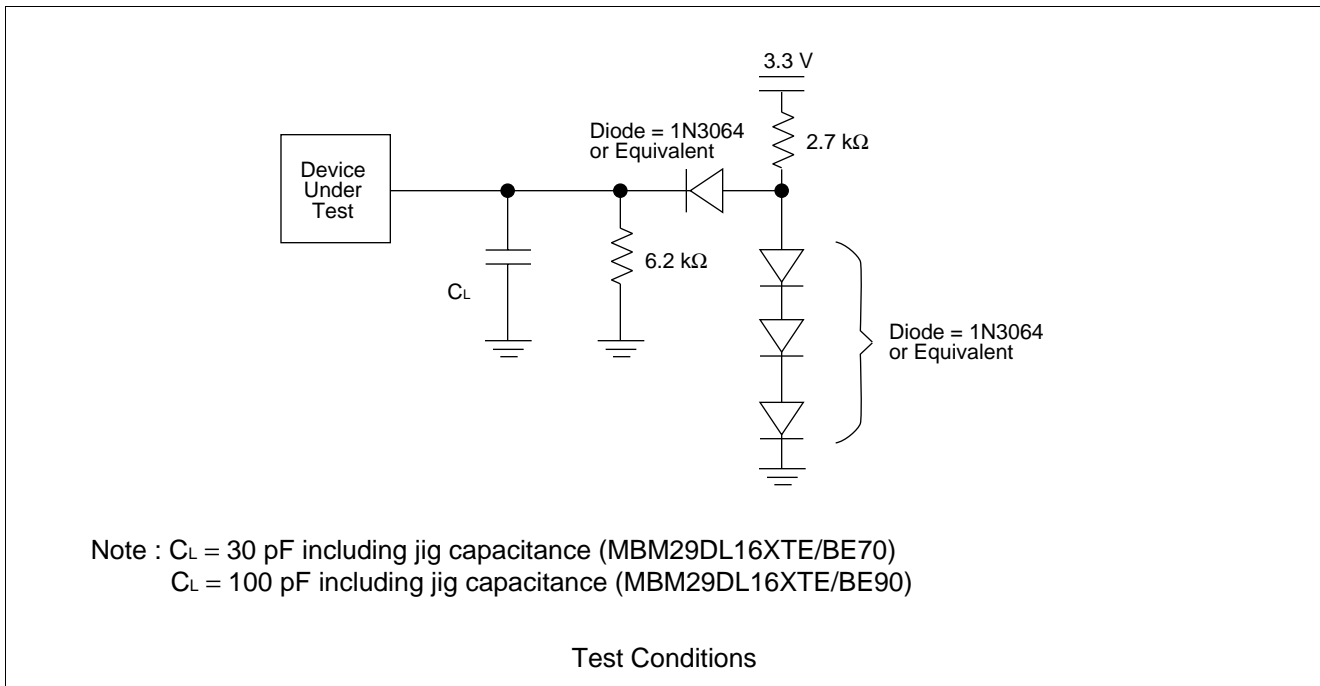 3.3 V
Diode = 1N3064
or Equivalent
2.7 kΩ
Device
Under
Test
6.2 kΩ
CL
Diode = 1N3064
or Equivalent
Note : CL = 30 pF including jig capacitance (MBM29DL16XTE/BE70)
CL = 100 pF including jig capacitance (MBM29DL16XTE/BE90)
Test Conditions